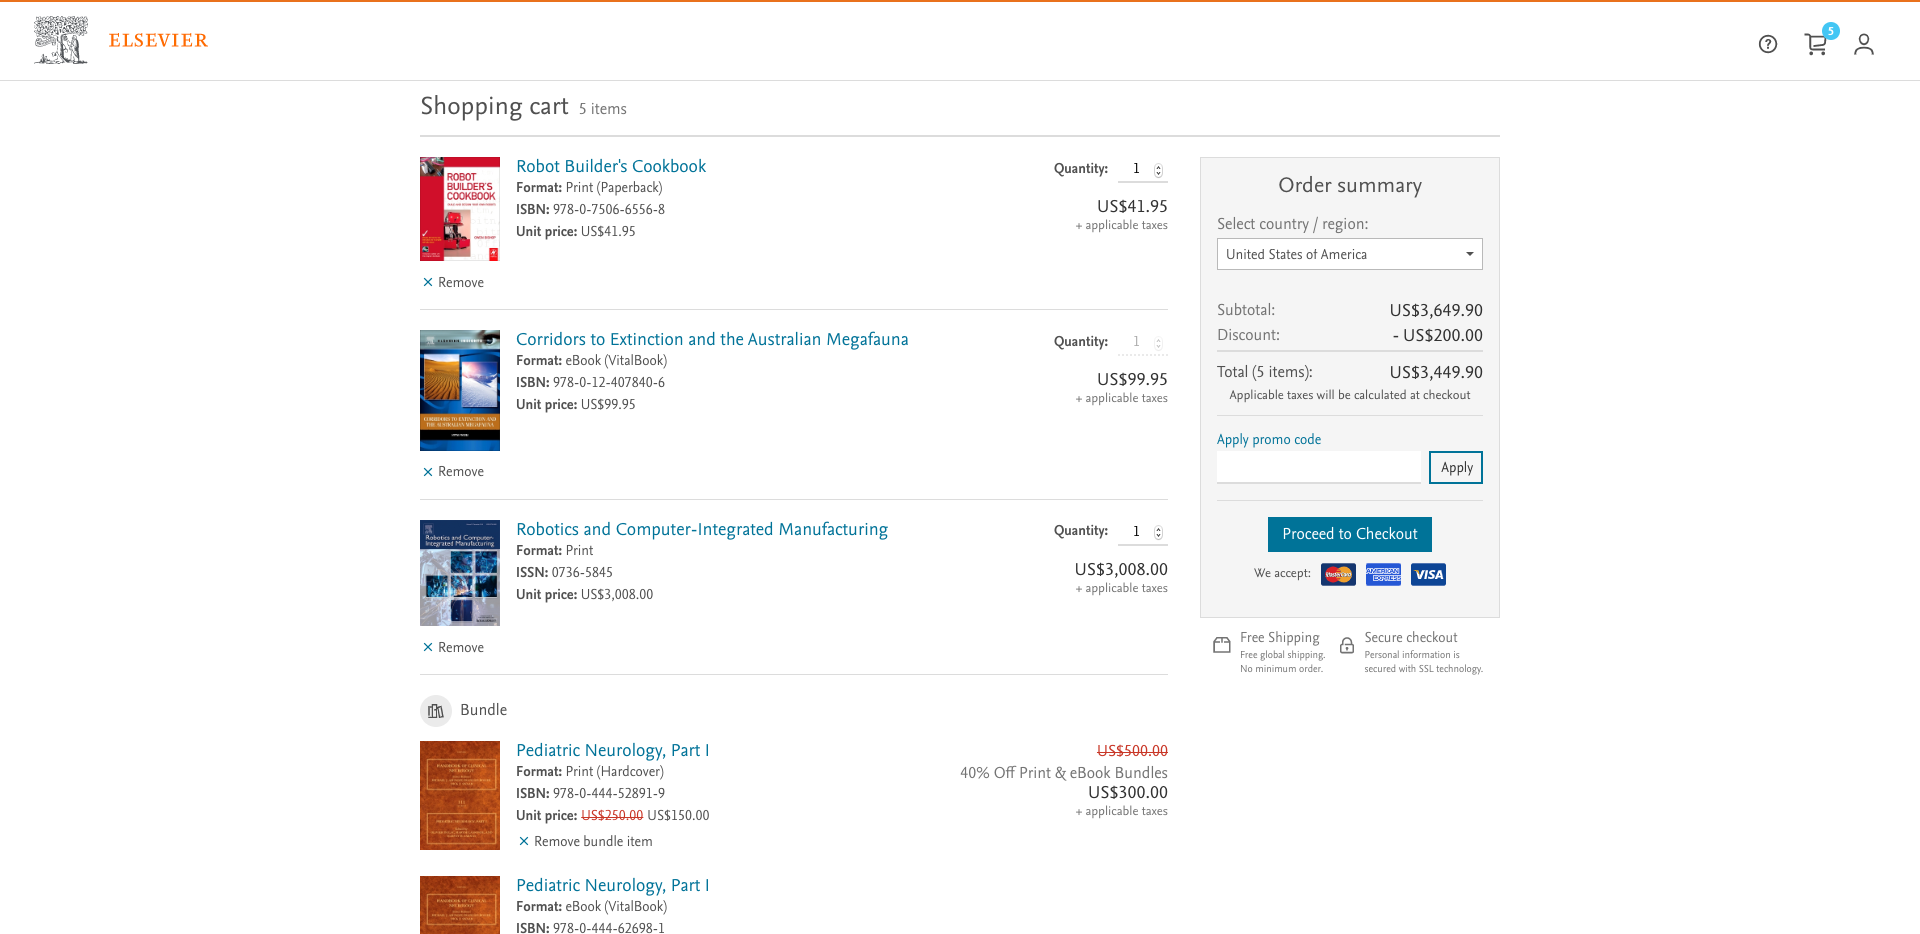 ELSEVIER
5
Shopping cart 5 items
ROBOT
BUILDER'S
COOKBOOK
Robot Builder's Cookbook
Format: Print (Paperback)
ISBN: 978-0-7506-6556-8
Unit price: US$41.95
Quantity: 1
US$41.95
+ applicable taxes
Remove
CORRIDORS TO EXTINCTION AND
THE AUSTRALIAN MEGAFAUNA
Corridors to Extinction and the Australian Megafauna
Format: eBook (VitalBook)
ISBN: 978-0-12-407840-6
Unit price: US$99.95
Quantity: 1
US$99.95
+ applicable taxes
Remove
Robotics and Computer-
Integrated Manufacturing
Robotics and Computer-Integrated Manufacturing
Format: Print
ISSN: 0736-5845
Unit price: US$3,008.00
Quantity: 1
US$3,008.00
+ applicable taxes
Remove
Bundle
Pediatric Neurology, Part I
Format: Print (Hardcover)
ISBN: 978-0-444-52891-9
Unit price: US$250.00 US$150.00
Remove bundle item
US$500.00
40% Off Print & eBook Bundles
US$300.00
+ applicable taxes
Pediatric Neurology, Part I
Format: eBook (VitalBook)
ISBN: 978-0-444-62698-1
Order summary
Select country / region:
United States of America
Subtotal: US$3,649.90
Discount: - US$200.00
Total (5 items): US$3,449.90
Applicable taxes will be calculated at checkout
Apply promo code
Apply
Proceed to Checkout
We accept: MasterCard AMERICAN EXPRESS VISA
Free Shipping
Free global shipping.
No minimum order.
Secure checkout
Personal information is
secured with SSL technology.